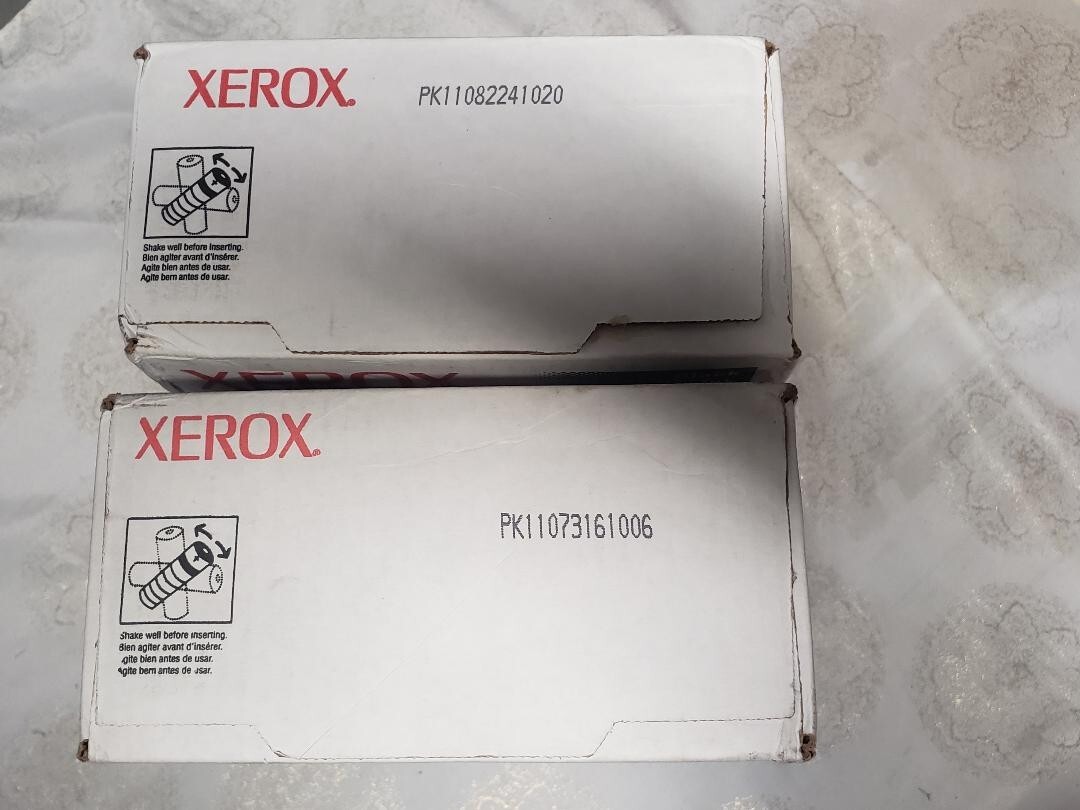 XEROX.
PK11082241020
Shake well before inserting.
Bien agiter avant d'insérer.
Agite bien antes de usar.
Agite bem antes de usar.
XEROX
XEROX®
PK11073161006
Shake well before inserting.
Bien agiter avant d'insérer.
gite bien antes de usar.
Agite bem antes de usar.